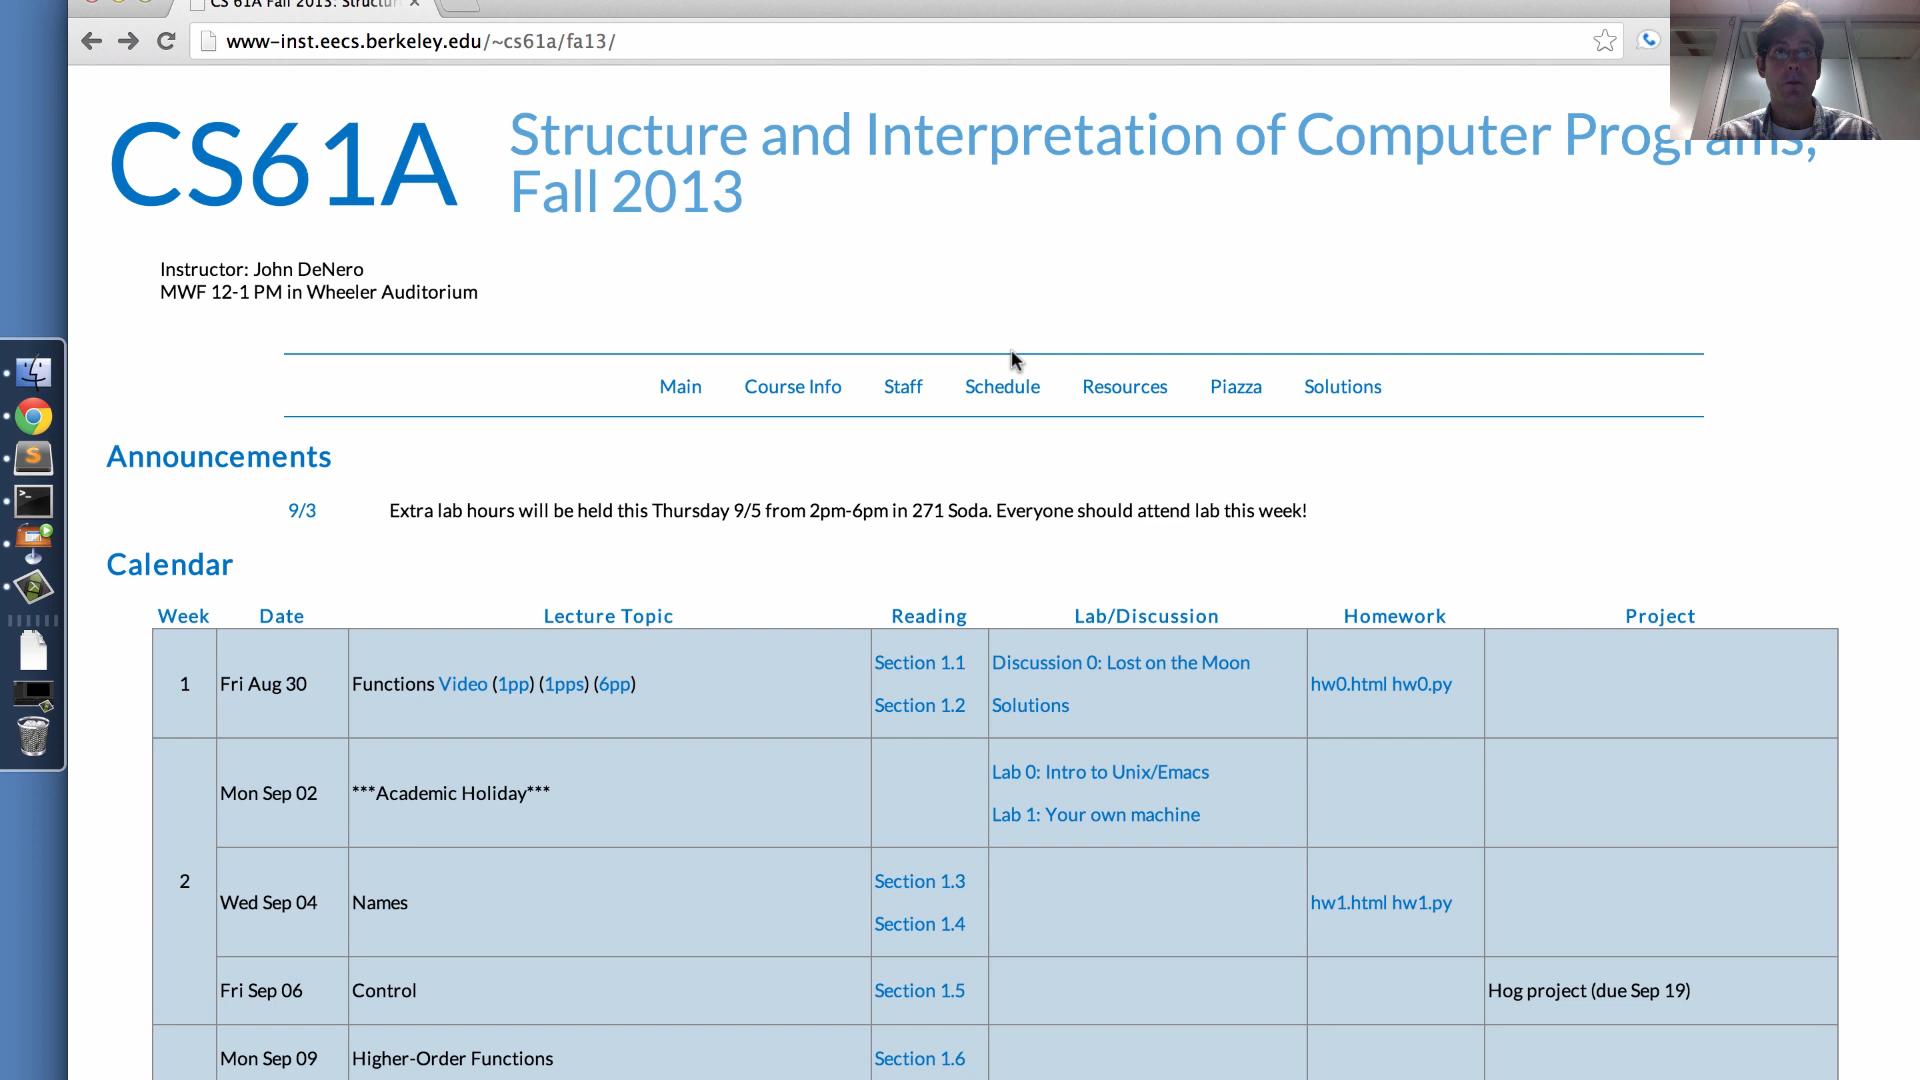 CS 61A Fall 2013: Structur
www-inst.eecs.berkeley.edu/~cs61a/fa13/
CS61A
Structure and Interpretation of Computer Programs,
Fall 2013
Instructor: John DeNero
MWF 12-1 PM in Wheeler Auditorium
Main Course Info Staff Schedule Resources Piazza Solutions
Announcements
9/3 Extra lab hours will be held this Thursday 9/5 from 2pm-6pm in 271 Soda. Everyone should attend lab this week!
Calendar
Week Date Lecture Topic Reading Lab/Discussion Homework Project
1 Fri Aug 30 Functions Video (1pp) (1pps) (6pp) Section 1.1 Discussion 0: Lost on the Moon hw0.html hw0.py
Section 1.2 Solutions
Mon Sep 02 ***Academic Holiday*** Lab 0: Intro to Unix/Emacs
Lab 1: Your own machine
2 Wed Sep 04 Names Section 1.3 hw1.html hw1.py
Section 1.4
Fri Sep 06 Control Section 1.5 Hog project (due Sep 19)
Mon Sep 09 Higher-Order Functions Section 1.6